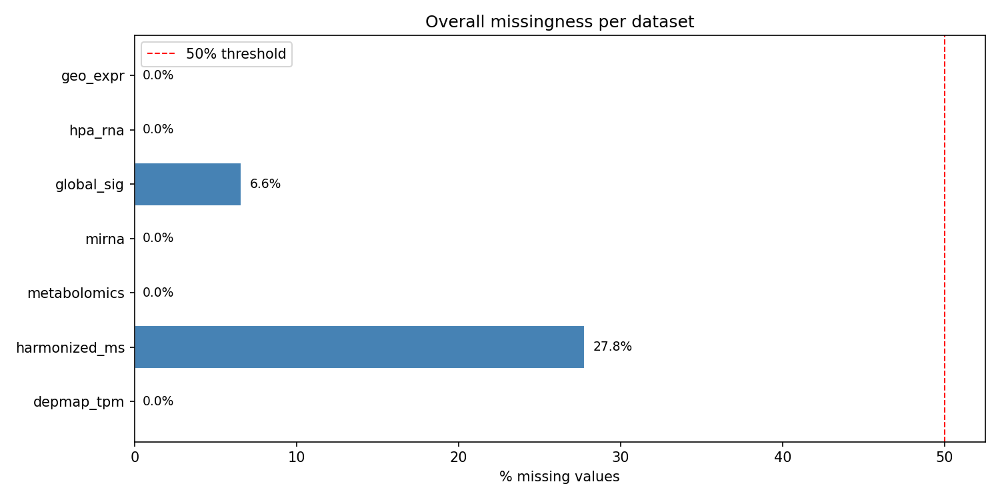 Overall missingness per dataset
50% threshold
geo_expr 0.0%
hpa_rna 0.0%
global_sig 6.6%
mirna 0.0%
metabolomics 0.0%
harmonized_ms 27.8%
depmap_tpm 0.0%
0 10 20 30 40 50
% missing values